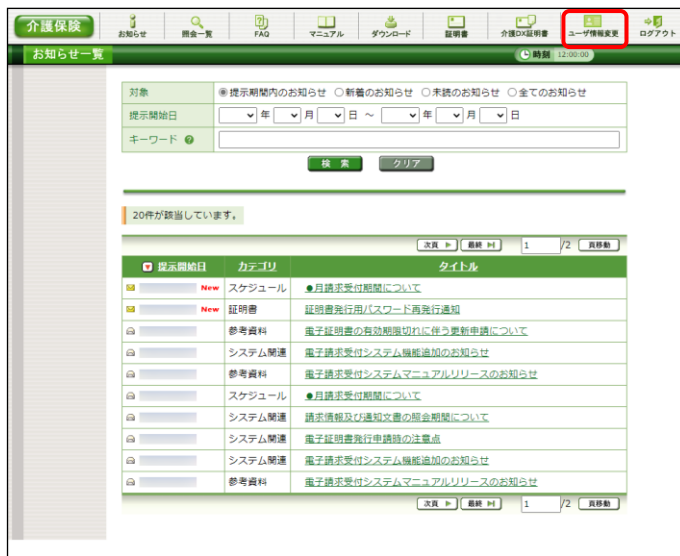 介護保険 お知らせ 照会一覧 FAQ マニュアル ダウンロード 証明書 介護DX証明書 ユーザ情報変更 ログアウト
お知らせ一覧 時刻 12:00:00
対象 提示期間内のお知らせ 新着のお知らせ 未読のお知らせ 全てのお知らせ
提示開始日 年 月 日 ～ 年 月 日
キーワード ?
検 索 クリア
20件が該当しています。
次頁 最終 1 /2 頁移動
提示開始日 カテゴリ タイトル
New スケジュール ●月請求受付期間について
New 証明書 証明書発行用パスワード再発行通知
参考資料 電子証明書の有効期限切れに伴う更新申請について
システム関連 電子請求受付システム機能追加のお知らせ
参考資料 電子請求受付システムマニュアルリリースのお知らせ
スケジュール ●月請求受付期間について
システム関連 請求情報及び通知文書の照会期間について
システム関連 電子証明書発行申請時の注意点
システム関連 電子請求受付システム機能追加のお知らせ
参考資料 電子請求受付システムマニュアルリリースのお知らせ
次頁 最終 1 /2 頁移動